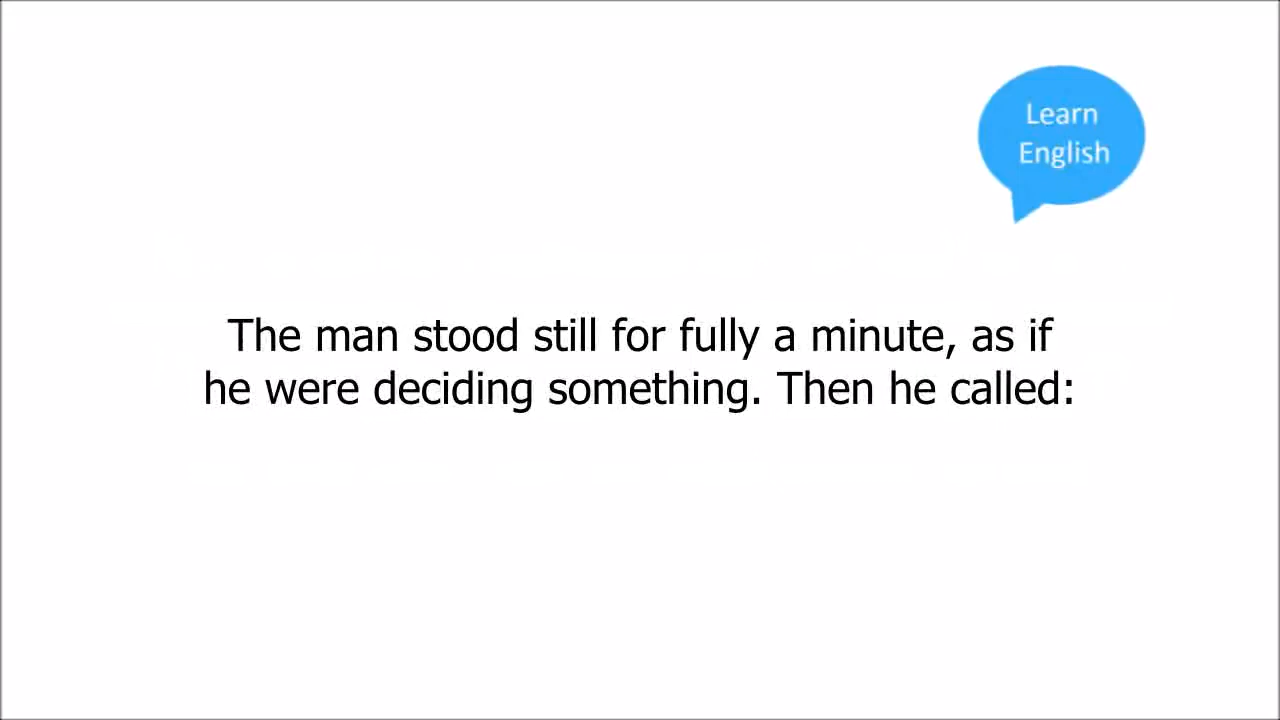 Learn
English
The man stood still for fully a minute, as if
he were deciding something. Then he called: